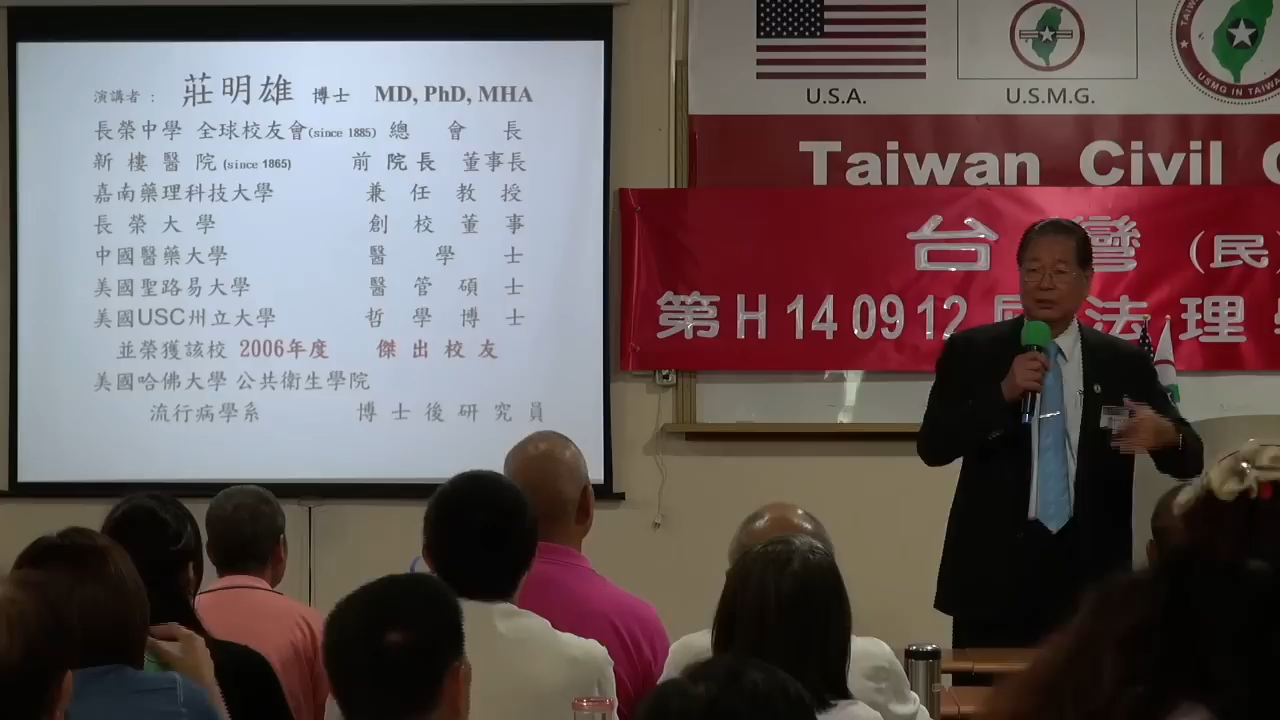 演講者： 莊明雄 博士 MD, PhD, MHA
長榮中學 全球校友會(since 1885) 總會長
新樓醫院(since 1865) 前院長 董事長
嘉南藥理科技大學 兼任教授
長榮大學 創校董事
中國醫藥大學 醫學士
美國聖路易大學 醫管碩士
美國USC州立大學 哲學博士
並榮獲該校 2006年度 傑出校友
美國哈佛大學 公共衛生學院
流行病學系 博士後研究員
U.S.A.
U.S.M.G.
USMG IN TAIWAN
Taiwan Civil
台灣（民
第H 14 09 12 法理